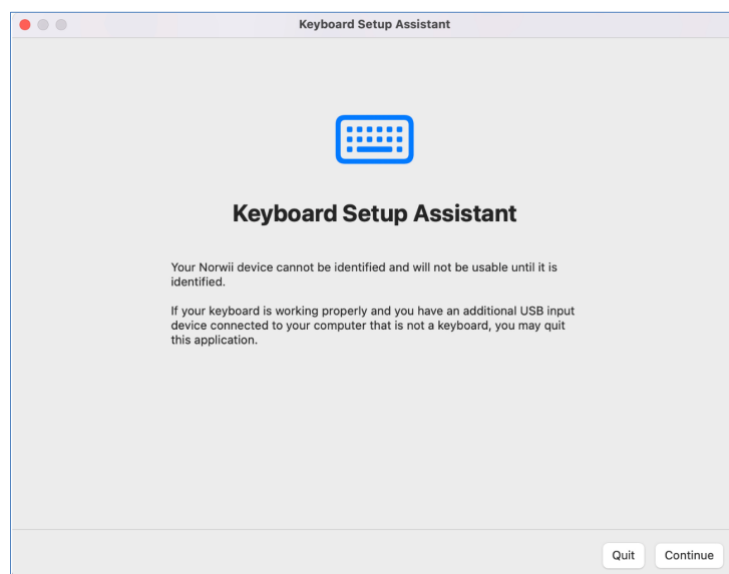 Keyboard Setup Assistant
Keyboard Setup Assistant
Your Norwii device cannot be identified and will not be usable until it is
identified.
If your keyboard is working properly and you have an additional USB input
device connected to your computer that is not a keyboard, you may quit
this application.
Quit Continue